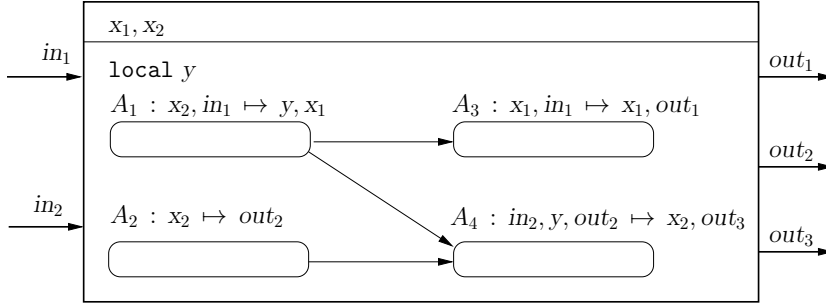 x₁, x₂
in₁
local y
out₁
A₁ : x₂, in₁ ↦ y, x₁
A₃ : x₁, in₁ ↦ x₁, out₁
out₂
in₂
A₂ : x₂ ↦ out₂
A₄ : in₂, y, out₂ ↦ x₂, out₃
out₃